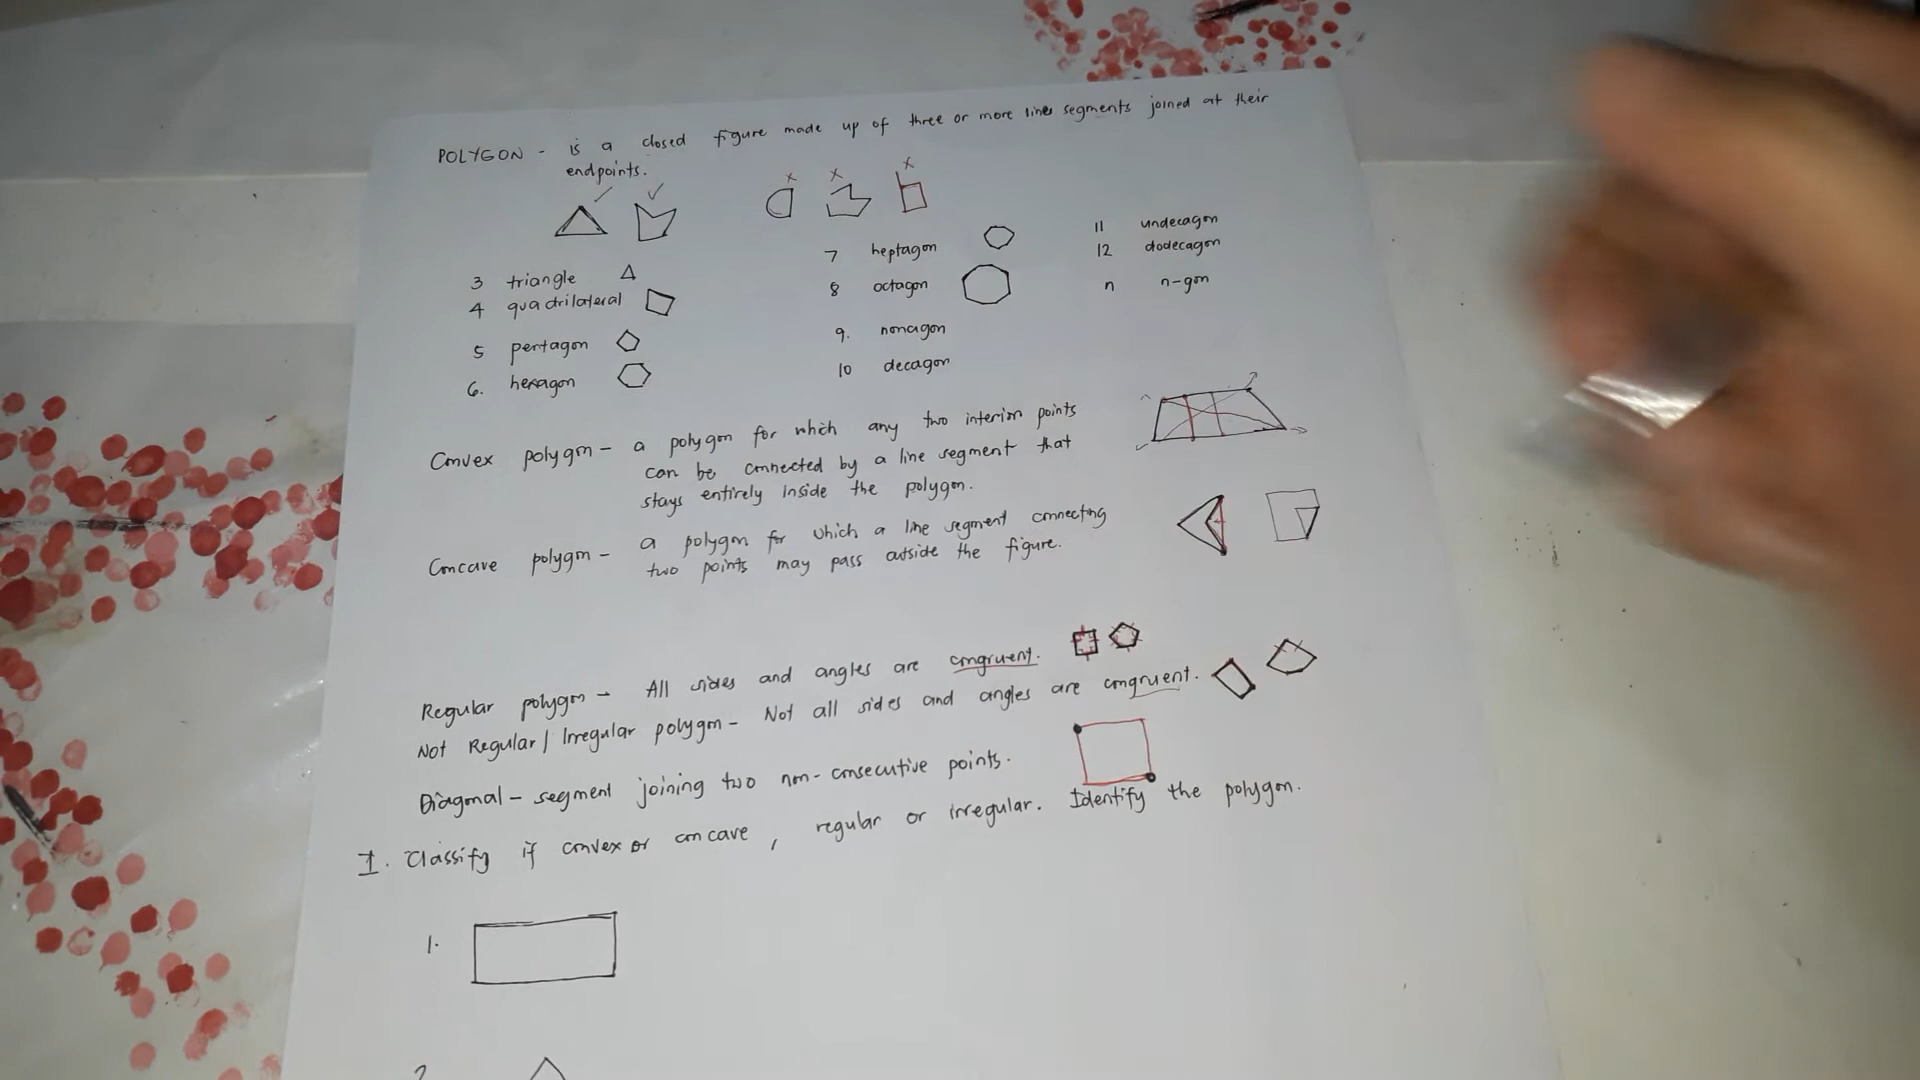 POLYGON - is a closed figure made up of three or more line segments joined at their
endpoints.
3 triangle
4 quadrilateral
5 pentagon
6. hexagon
7 heptagon
8 octagon
9. nonagon
10 decagon
11 undecagon
12 dodecagon
n n-gon
Convex polygon - a polygon for which any two interior points
can be connected by a line segment that
stays entirely inside the polygon.
Concave polygon - a polygon for which a line segment connecting
two points may pass outside the figure.
Regular polygon - All sides and angles are congruent.
Not Regular / Irregular polygon - Not all sides and angles are congruent.
Diagonal - segment joining two non-consecutive points.
I. Classify if convex or concave, regular or irregular. Identify the polygon.
1.
2